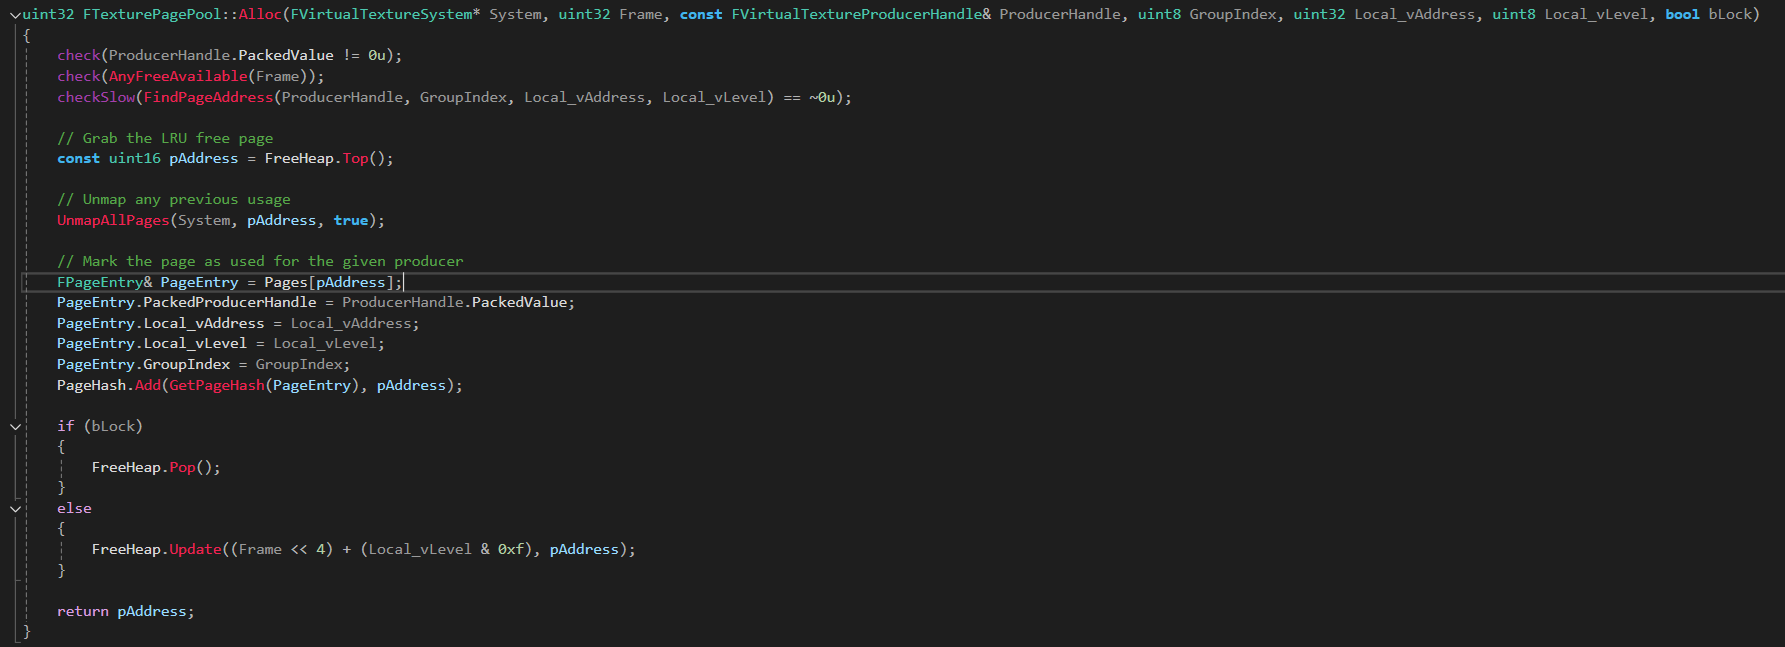 uint32 FTexturePagePool::Alloc(FVirtualTextureSystem* System, uint32 Frame, const FVirtualTextureProducerHandle& ProducerHandle, uint8 GroupIndex, uint32 Local_vAddress, uint8 Local_vLevel, bool bLock)
{
check(ProducerHandle.PackedValue != 0u);
check(AnyFreeAvailable(Frame));
checkSlow(FindPageAddress(ProducerHandle, GroupIndex, Local_vAddress, Local_vLevel) == ~0u);
// Grab the LRU free page
const uint16 pAddress = FreeHeap.Top();
// Unmap any previous usage
UnmapAllPages(System, pAddress, true);
// Mark the page as used for the given producer
FPageEntry& PageEntry = Pages[pAddress];
PageEntry.PackedProducerHandle = ProducerHandle.PackedValue;
PageEntry.Local_vAddress = Local_vAddress;
PageEntry.Local_vLevel = Local_vLevel;
PageEntry.GroupIndex = GroupIndex;
PageHash.Add(GetPageHash(PageEntry), pAddress);
if (bLock)
{
FreeHeap.Pop();
}
else
{
FreeHeap.Update((Frame << 4) + (Local_vLevel & 0xf), pAddress);
}
return pAddress;
}